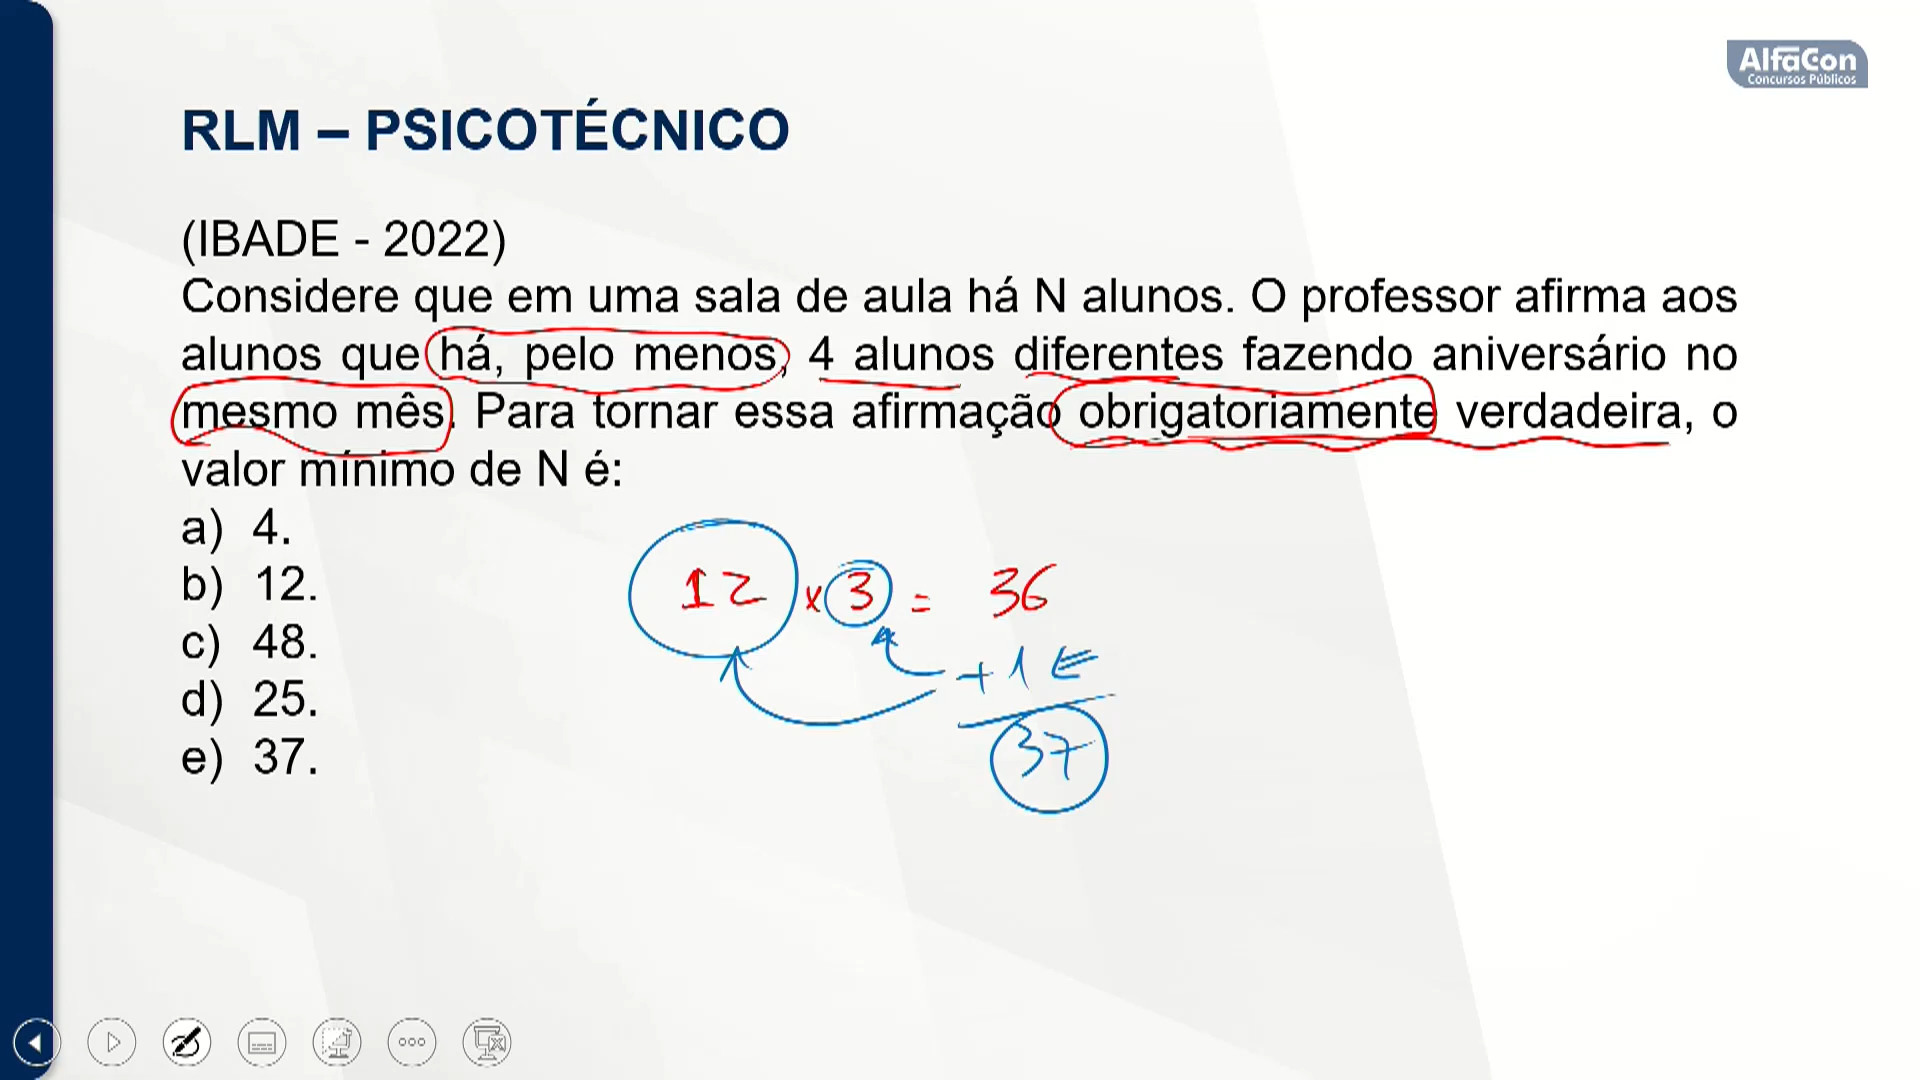 AlfaCon
Concursos Públicos
RLM – PSICOTÉCNICO
(IBADE - 2022)
Considere que em uma sala de aula há N alunos. O professor afirma aos
alunos que há, pelo menos, 4 alunos diferentes fazendo aniversário no
mesmo mês. Para tornar essa afirmação obrigatoriamente verdadeira, o
valor mínimo de N é:
a) 4.
b) 12.
c) 48.
d) 25.
e) 37.
12 x 3 = 36
+ 1
37